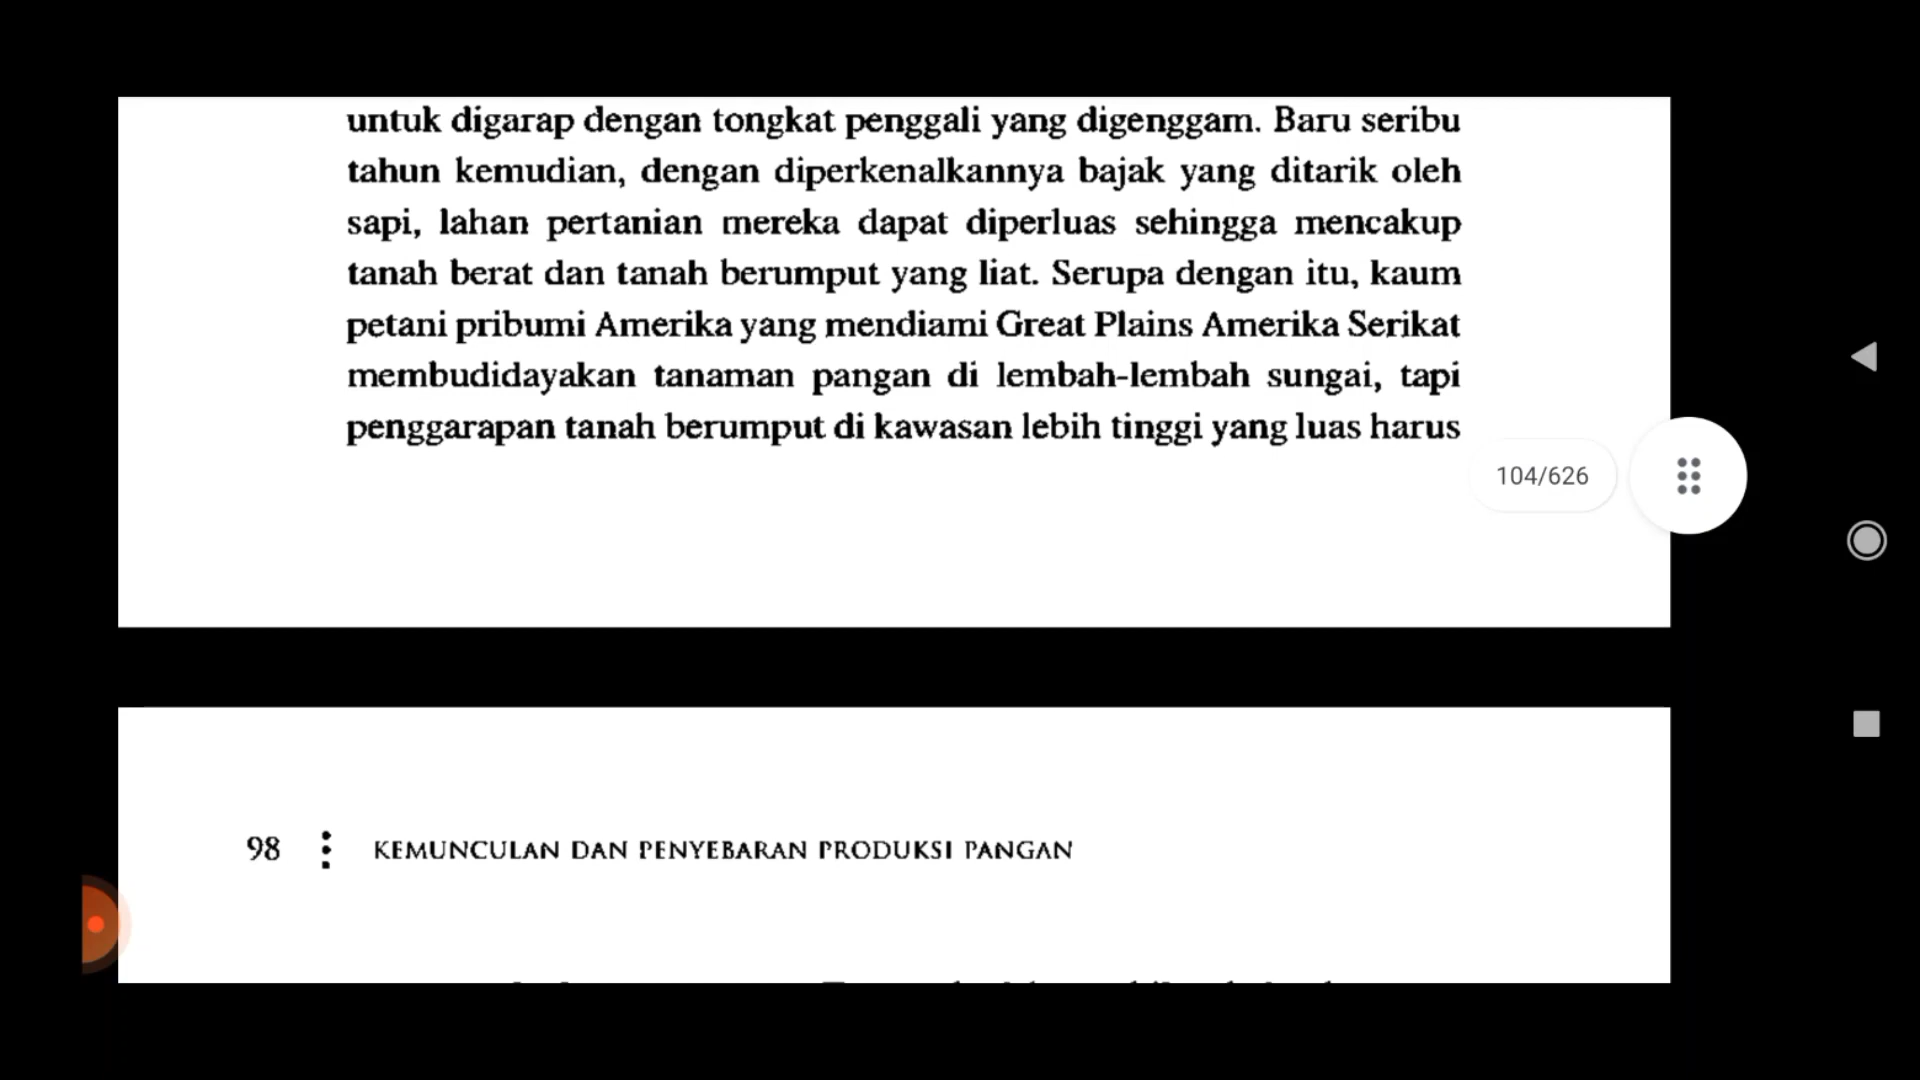 untuk digarap dengan tongkat penggali yang digenggam. Baru seribu
tahun kemudian, dengan diperkenalkannya bajak yang ditarik oleh
sapi, lahan pertanian mereka dapat diperluas sehingga mencakup
tanah berat dan tanah berumput yang liat. Serupa dengan itu, kaum
petani pribumi Amerika yang mendiami Great Plains Amerika Serikat
membudidayakan tanaman pangan di lembah-lembah sungai, tapi
penggarapan tanah berumput di kawasan lebih tinggi yang luas harus
104/626
98 KEMUNCULAN DAN PENYEBARAN PRODUKSI PANGAN